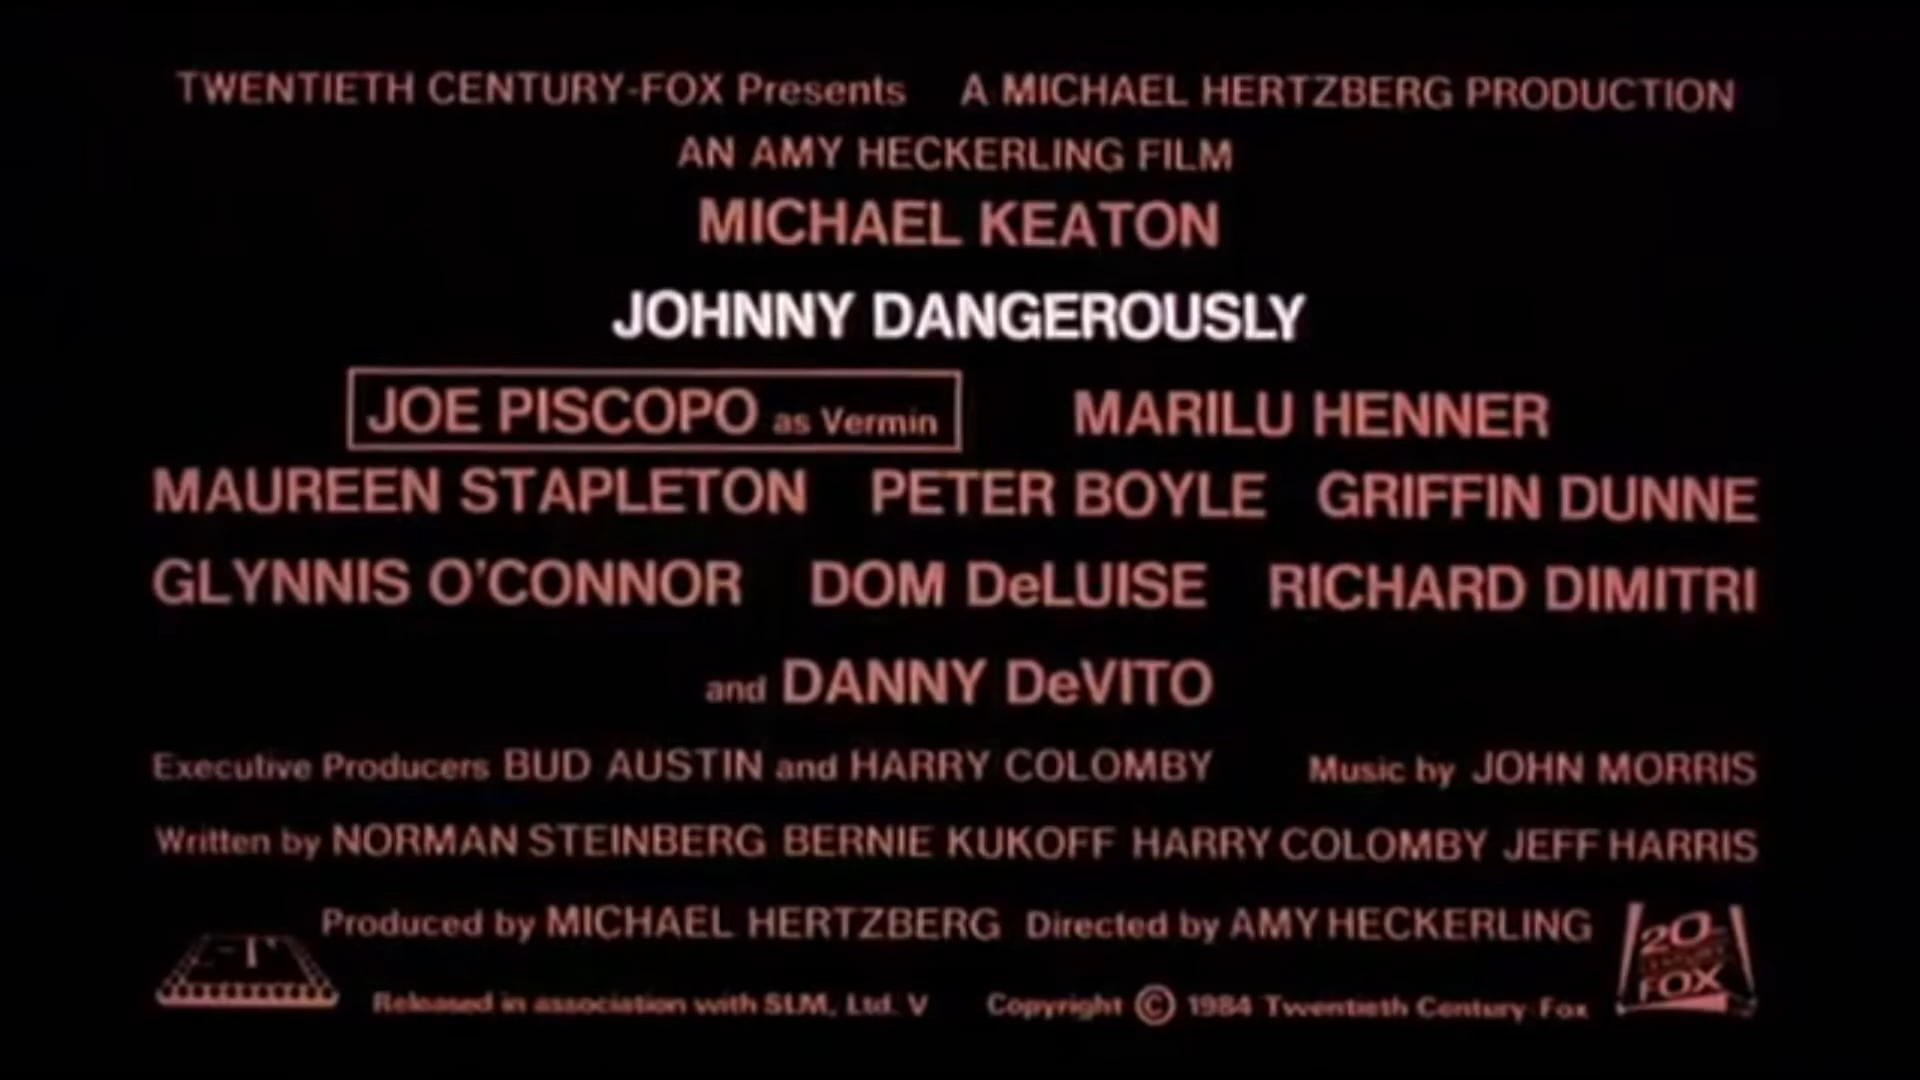 TWENTIETH CENTURY-FOX Presents A MICHAEL HERTZBERG PRODUCTION
AN AMY HECKERLING FILM
MICHAEL KEATON
JOHNNY DANGEROUSLY
JOE PISCOPO as Vermin MARILU HENNER
MAUREEN STAPLETON PETER BOYLE GRIFFIN DUNNE
GLYNNIS O'CONNOR DOM DeLUISE RICHARD DIMITRI
and DANNY DeVITO
Executive Producers BUD AUSTIN and HARRY COLOMBY Music by JOHN MORRIS
Written by NORMAN STEINBERG BERNIE KUKOFF HARRY COLOMBY JEFF HARRIS
Produced by MICHAEL HERTZBERG Directed by AMY HECKERLING
Released in association with SLM, Ltd. V Copyright © 1984 Twentieth Century Fox
20
FOX